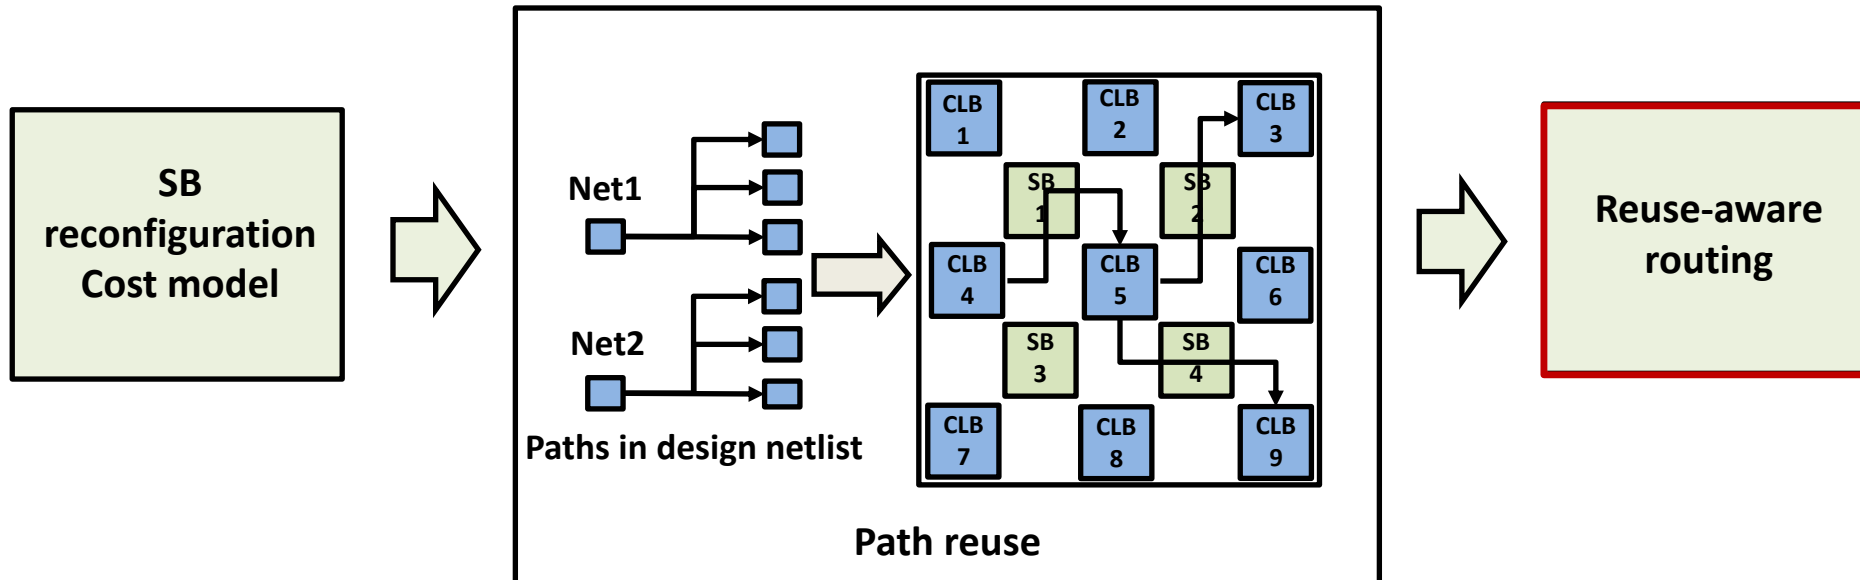 SB
reconfiguration
Cost model
Net1
Net2
Paths in design netlist
CLB
1
CLB
2
CLB
3
SB
1
SB
2
CLB
4
CLB
5
CLB
6
SB
3
SB
4
CLB
7
CLB
8
CLB
9
Path reuse
Reuse-aware
routing